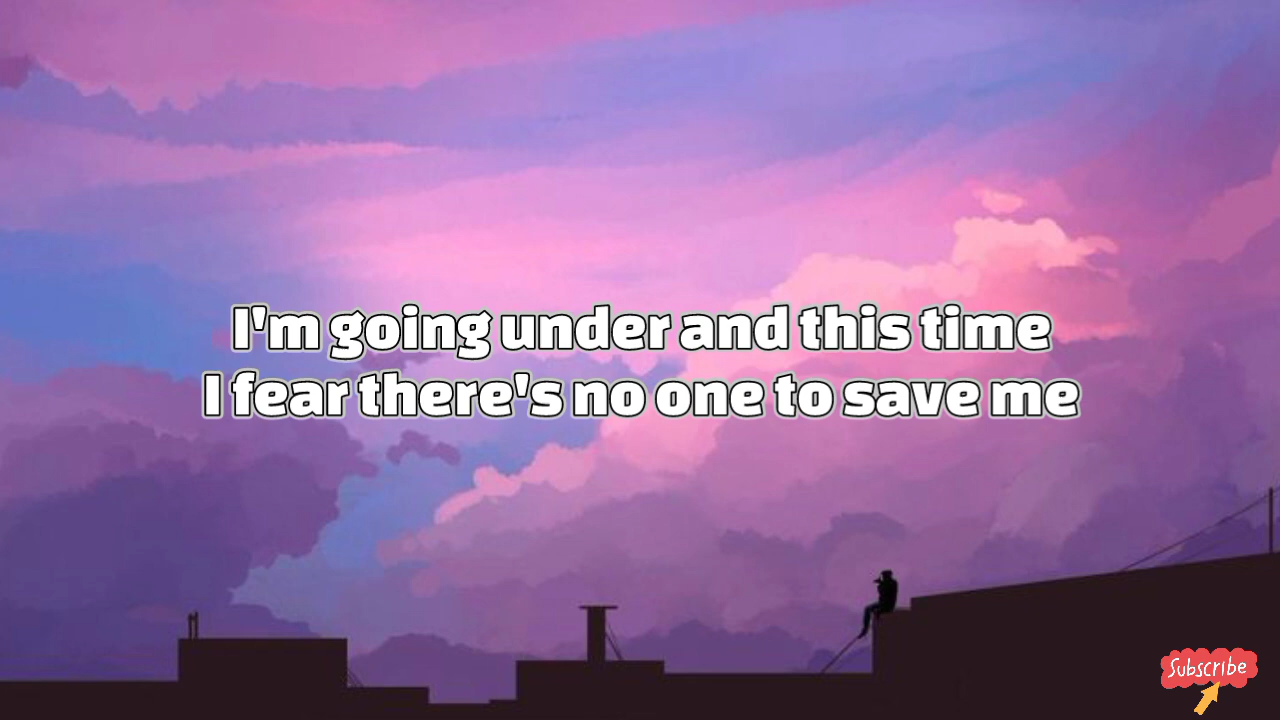 I'm going under and this time
I fear there's no one to save me
Subscribe